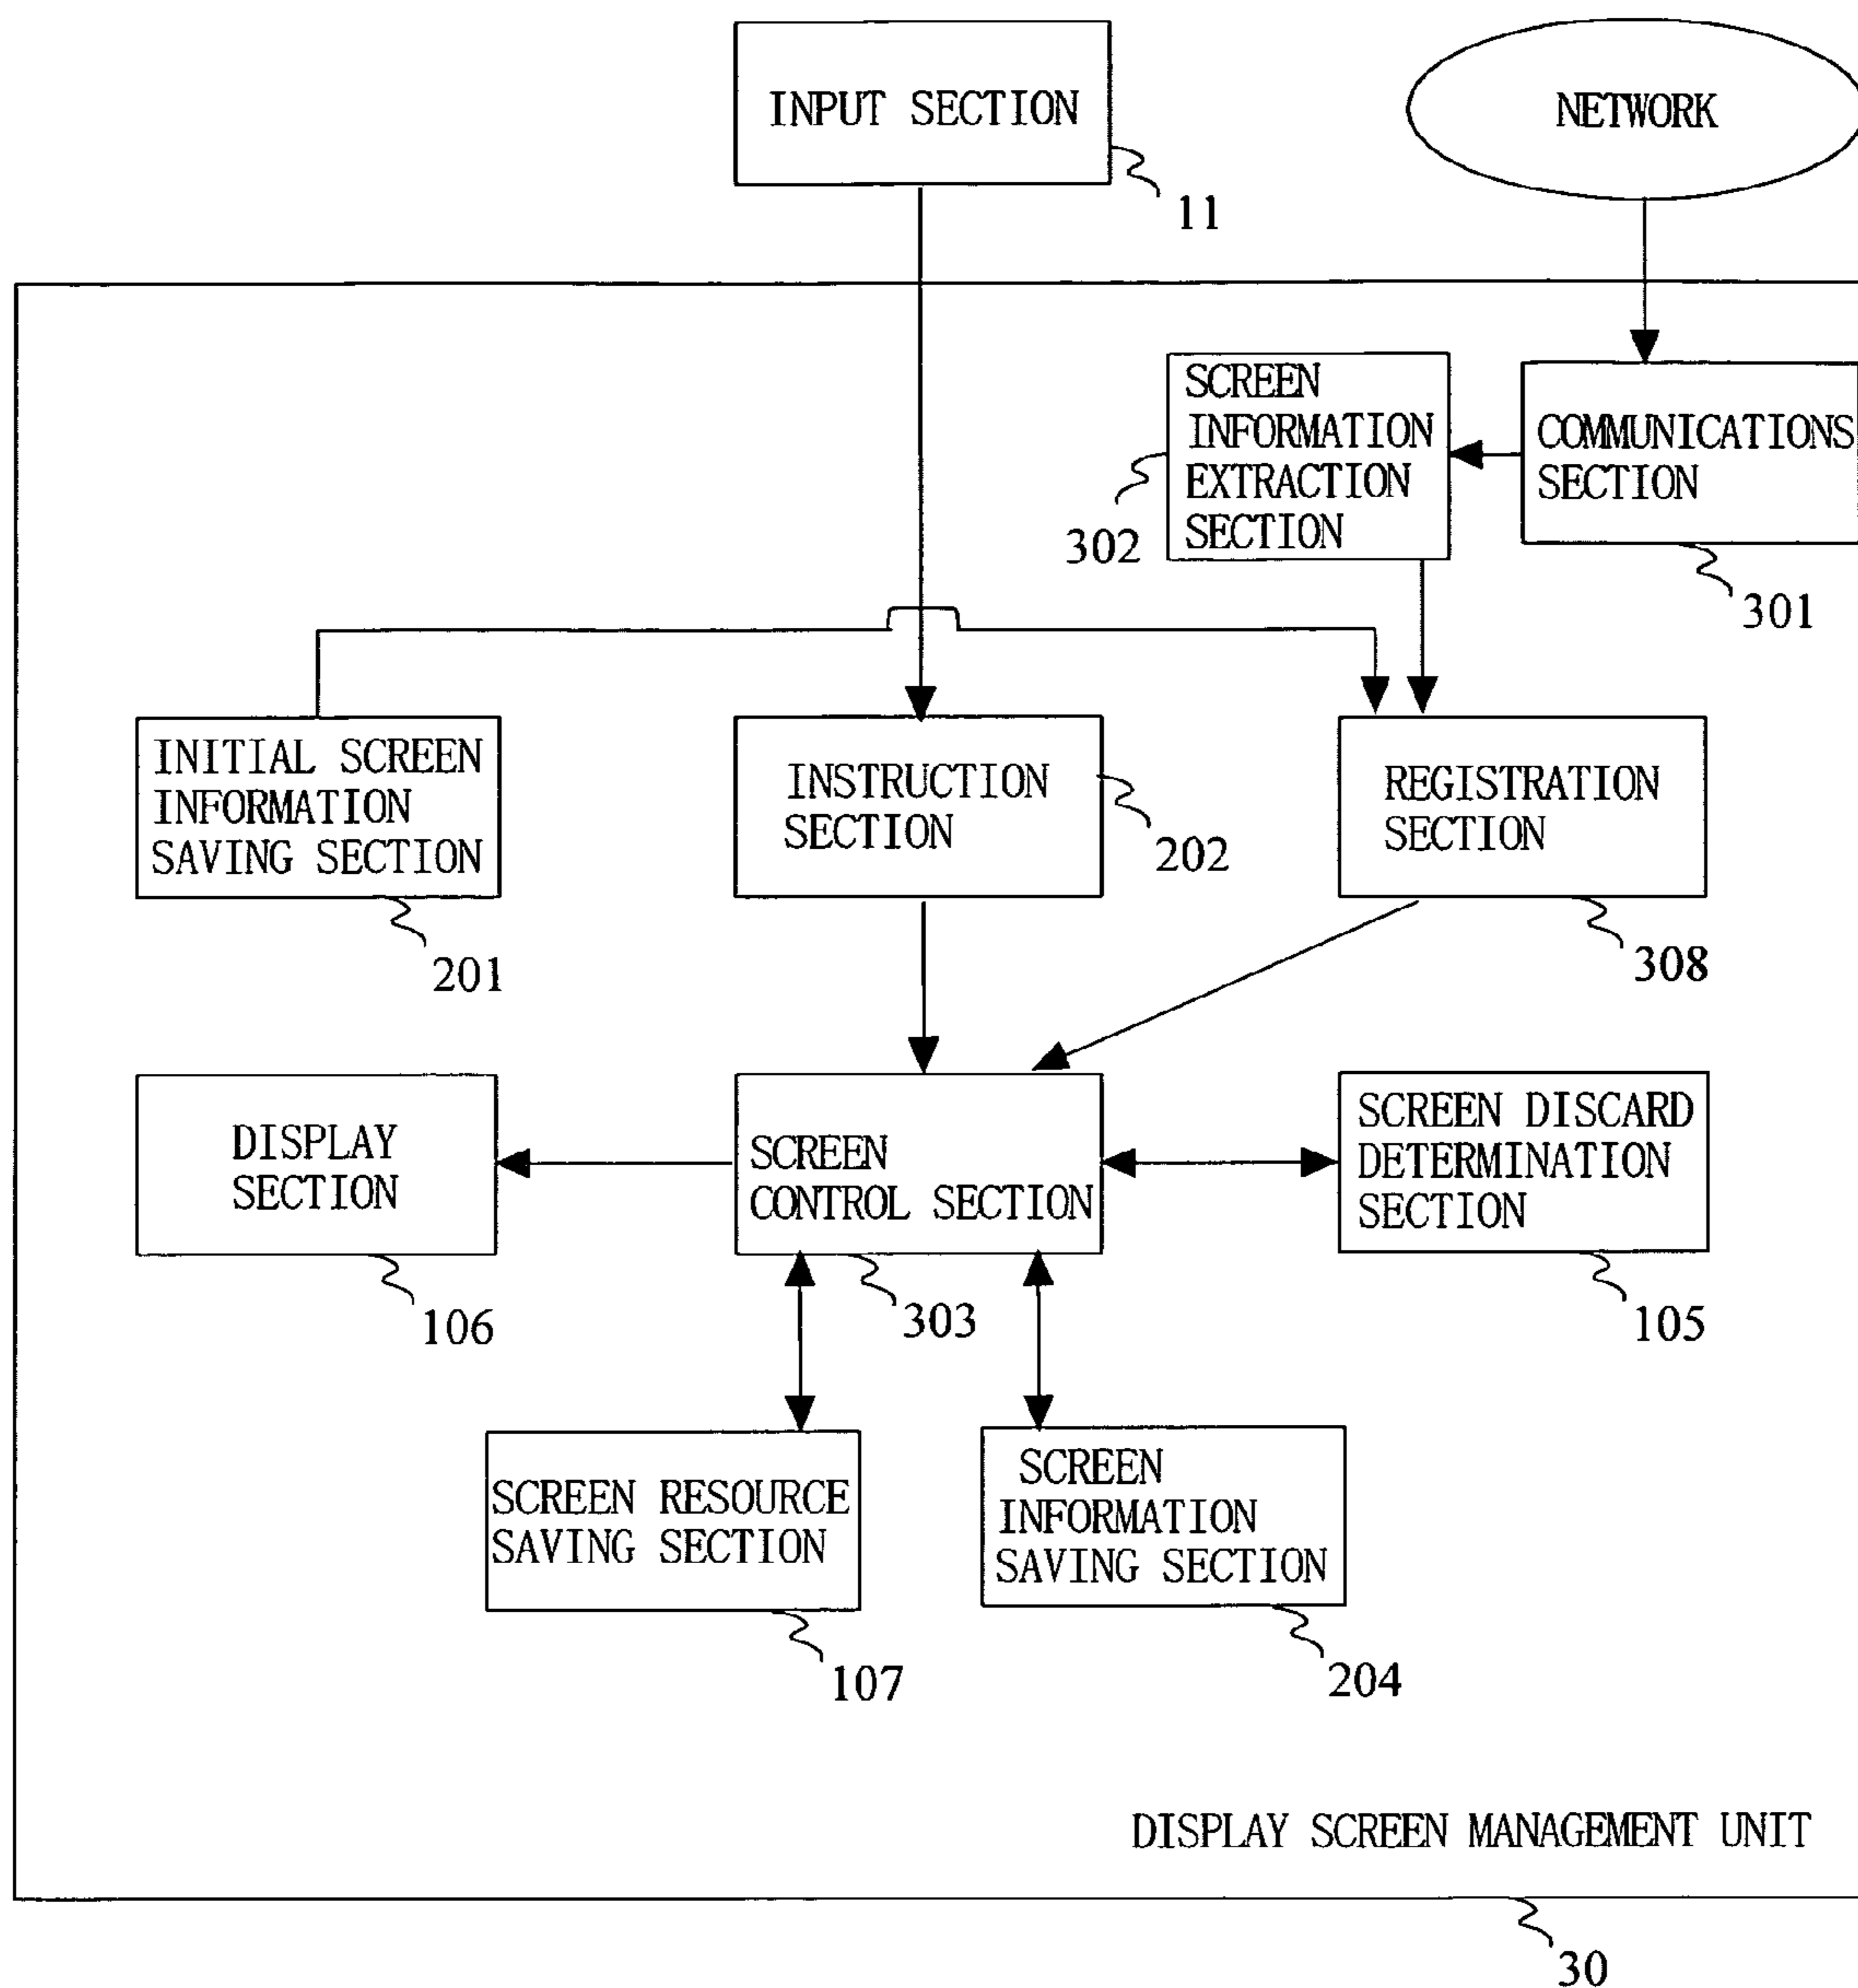 INPUT SECTION
11
NETWORK
SCREEN
INFORMATION
EXTRACTION
SECTION
302
COMMUNICATIONS
SECTION
301
INITIAL SCREEN
INFORMATION
SAVING SECTION
201
INSTRUCTION
SECTION
202
REGISTRATION
SECTION
308
DISPLAY
SECTION
106
SCREEN
CONTROL SECTION
303
SCREEN DISCARD
DETERMINATION
SECTION
105
SCREEN RESOURCE
SAVING SECTION
107
SCREEN
INFORMATION
SAVING SECTION
204
DISPLAY SCREEN MANAGEMENT UNIT
30